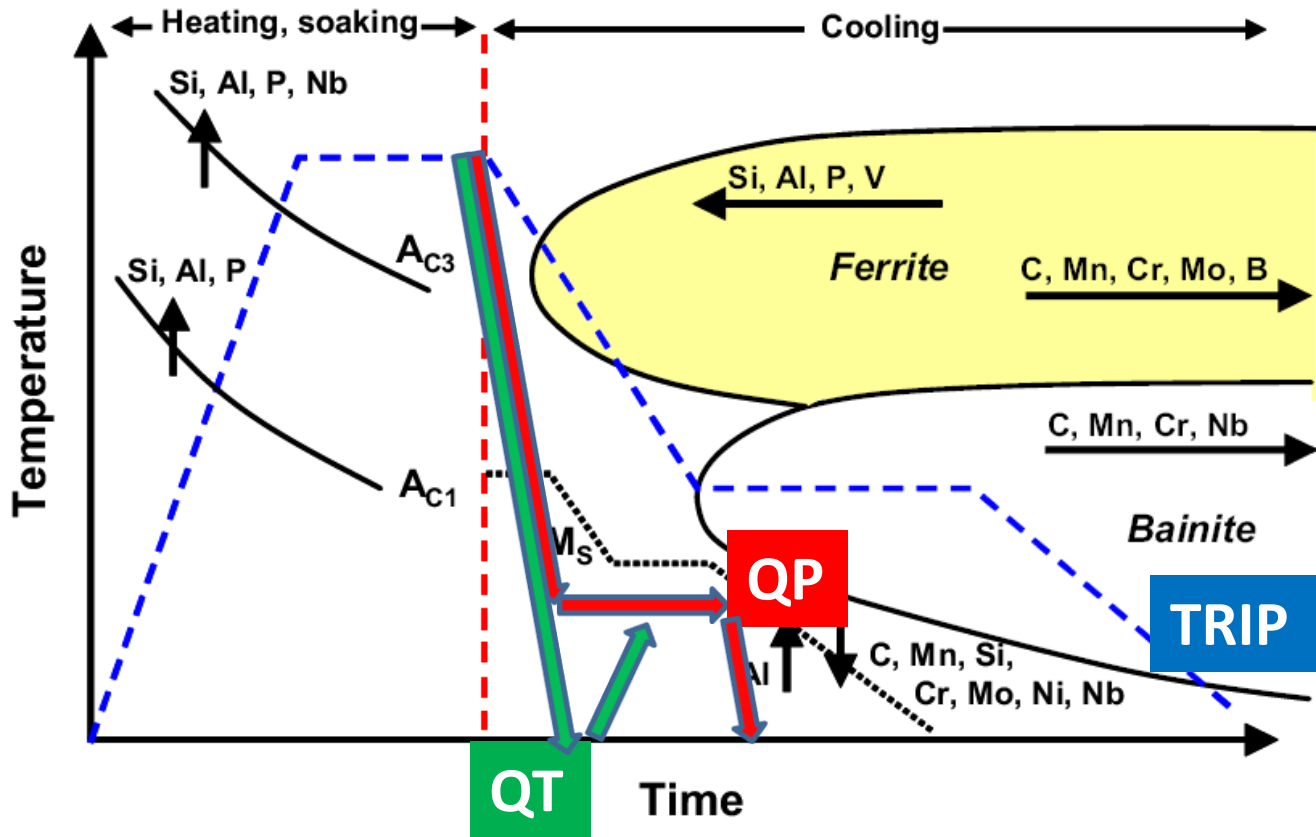 Heating, soaking
Cooling
Si, Al, P, Nb
Si, Al, P, V
Ferrite
C, Mn, Cr, Mo, B
AC3
Si, Al, P
Temperature
C, Mn, Cr, Nb
AC1
Bainite
MS
QP
TRIP
Al
C, Mn, Si,
Cr, Mo, Ni, Nb
QT
Time